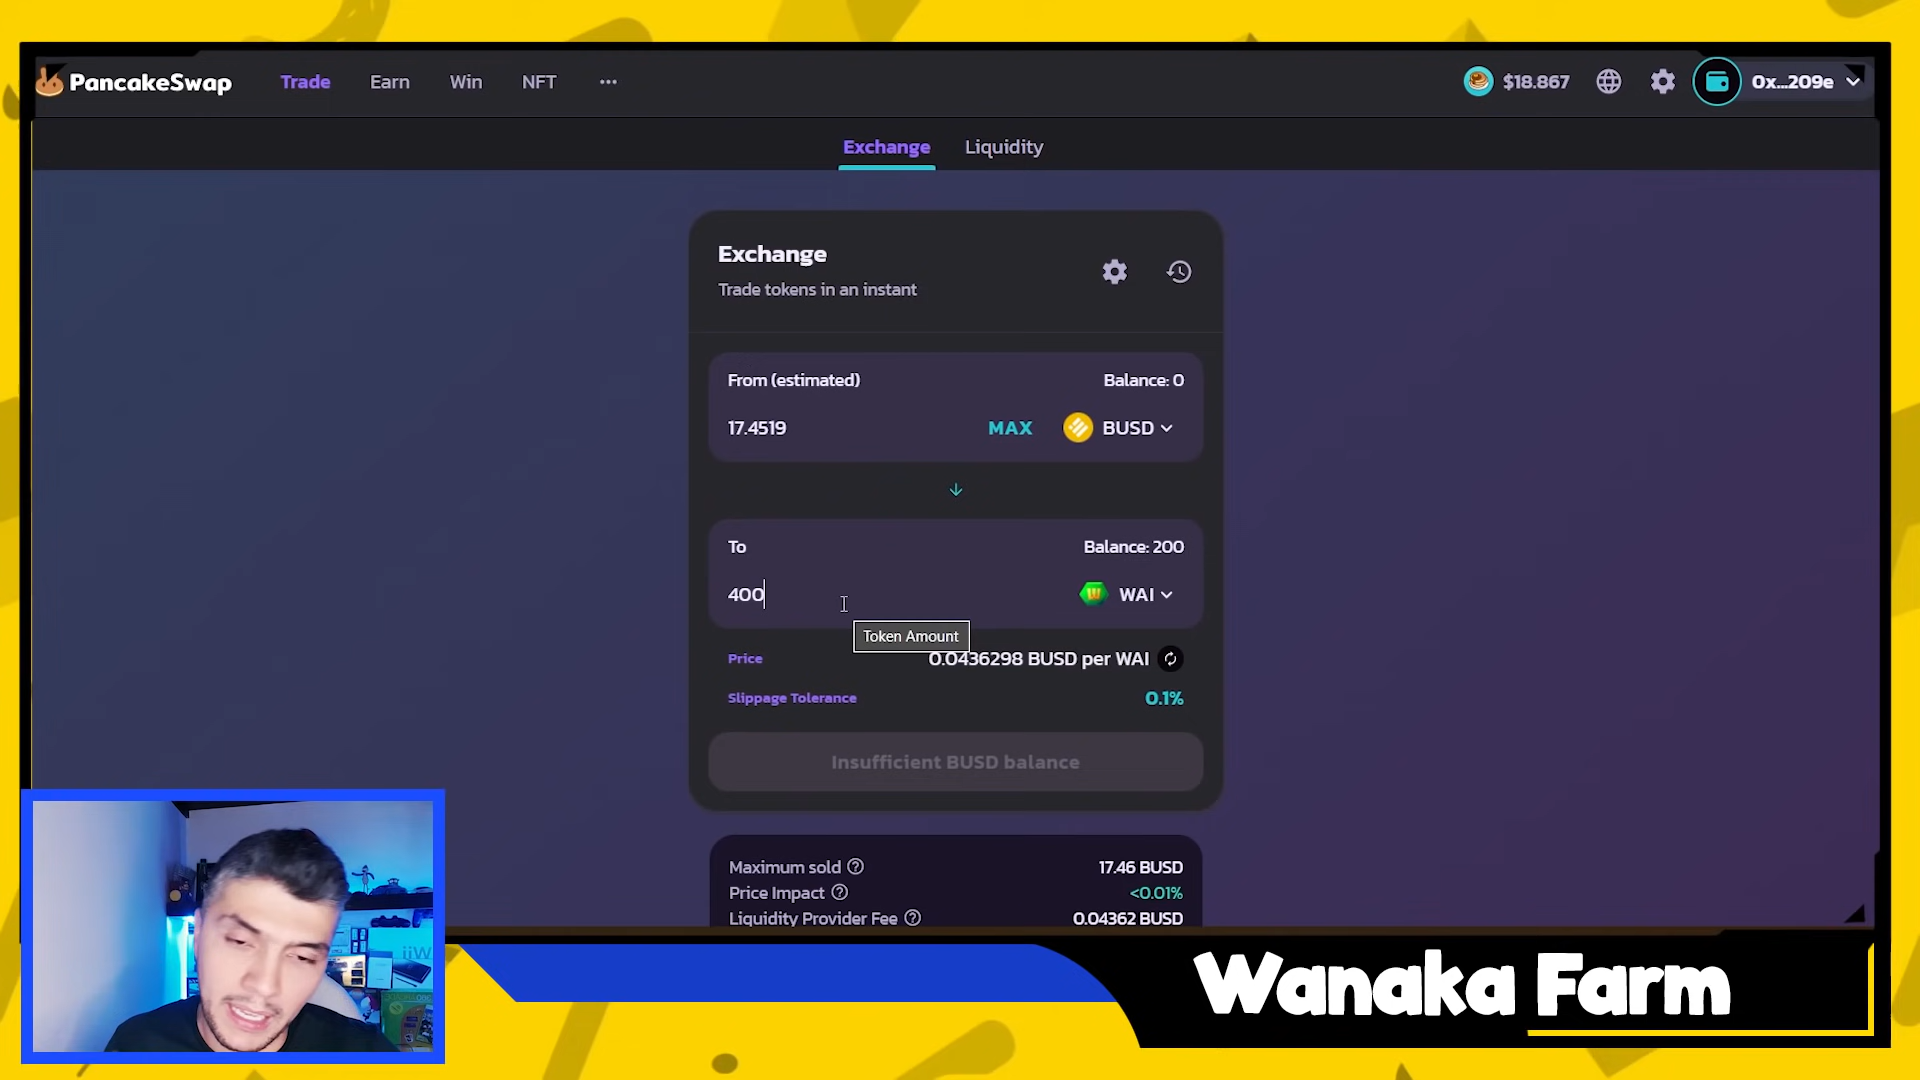 PancakeSwap
Trade
Earn
Win
NFT
$18.867
0x...209e
Exchange
Liquidity
Exchange
Trade tokens in an instant
From (estimated)
Balance: 0
17.4519
MAX
BUSD
To
Balance: 200
400
WAI
Token Amount
Price
0.0436298 BUSD per WAI
Slippage Tolerance
0.1%
Insufficient BUSD balance
Maximum sold
17.46 BUSD
Price Impact
<0.01%
Liquidity Provider Fee
0.04362 BUSD
Wanaka Farm